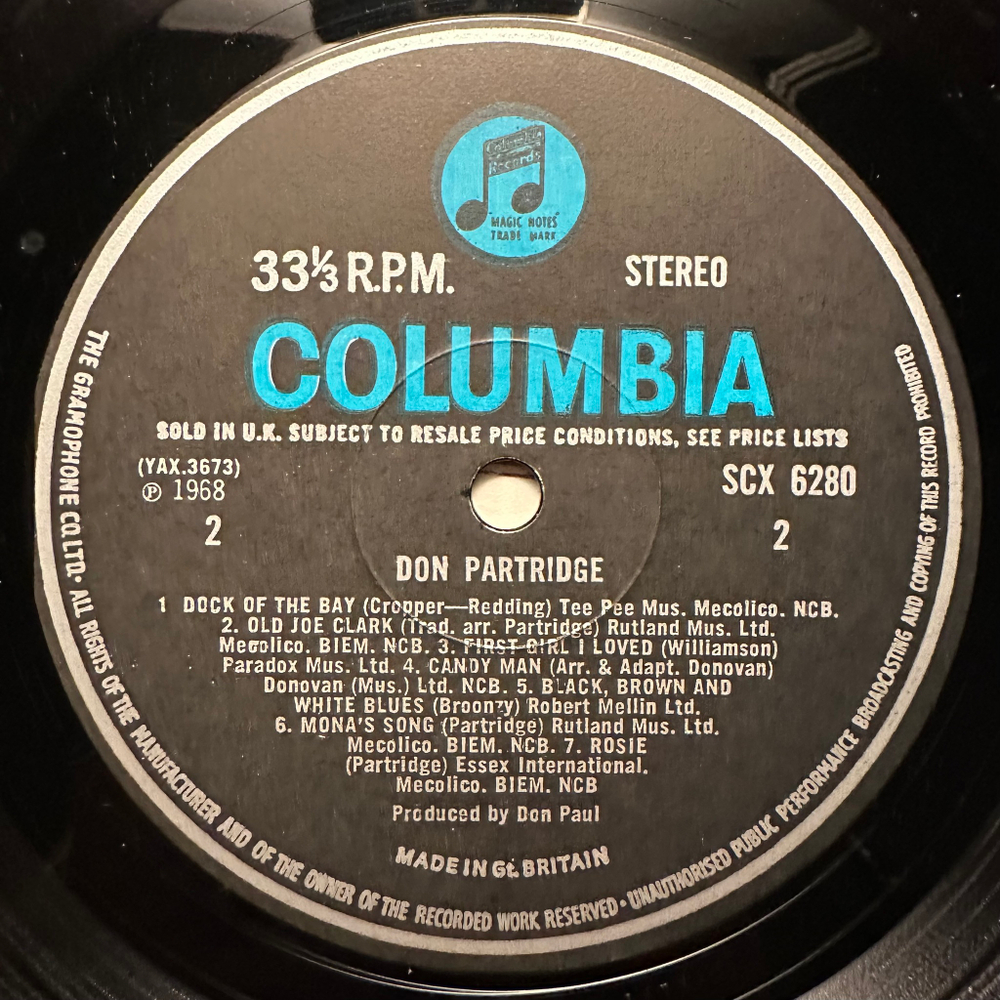 Columbia
Records
"MAGIC NOTES"
TRADE MARK
33⅓ R.P.M. STEREO
COLUMBIA
SOLD IN U.K. SUBJECT TO RESALE PRICE CONDITIONS, SEE PRICE LISTS
(YAX.3673) SCX 6280
℗ 1968
2 2
DON PARTRIDGE
1 DOCK OF THE BAY (Cropper—Redding) Tee Pee Mus. Mecolico. NCB.
2. OLD JOE CLARK (Trad. arr. Partridge) Rutland Mus. Ltd.
Mecolico. BIEM. NCB. 3. FIRST GIRL I LOVED (Williamson)
Paradox Mus. Ltd. 4. CANDY MAN (Arr. & Adapt. Donovan)
Donovan (Mus.) Ltd. NCB. 5. BLACK, BROWN AND
WHITE BLUES (Broonzy) Robert Mellin Ltd.
6. MONA'S SONG (Partridge) Rutland Mus. Ltd.
Mecolico. BIEM. NCB. 7. ROSIE
(Partridge) Essex International.
Mecolico. BIEM. NCB
Produced by Don Paul
MADE IN Gt. BRITAIN
THE GRAMOPHONE CO. LTD. · ALL RIGHTS OF THE MANUFACTURER AND OF THE OWNER OF THE RECORDED WORK RESERVED · UNAUTHORISED PUBLIC PERFORMANCE BROADCASTING AND COPYING OF THIS RECORD PROHIBITED